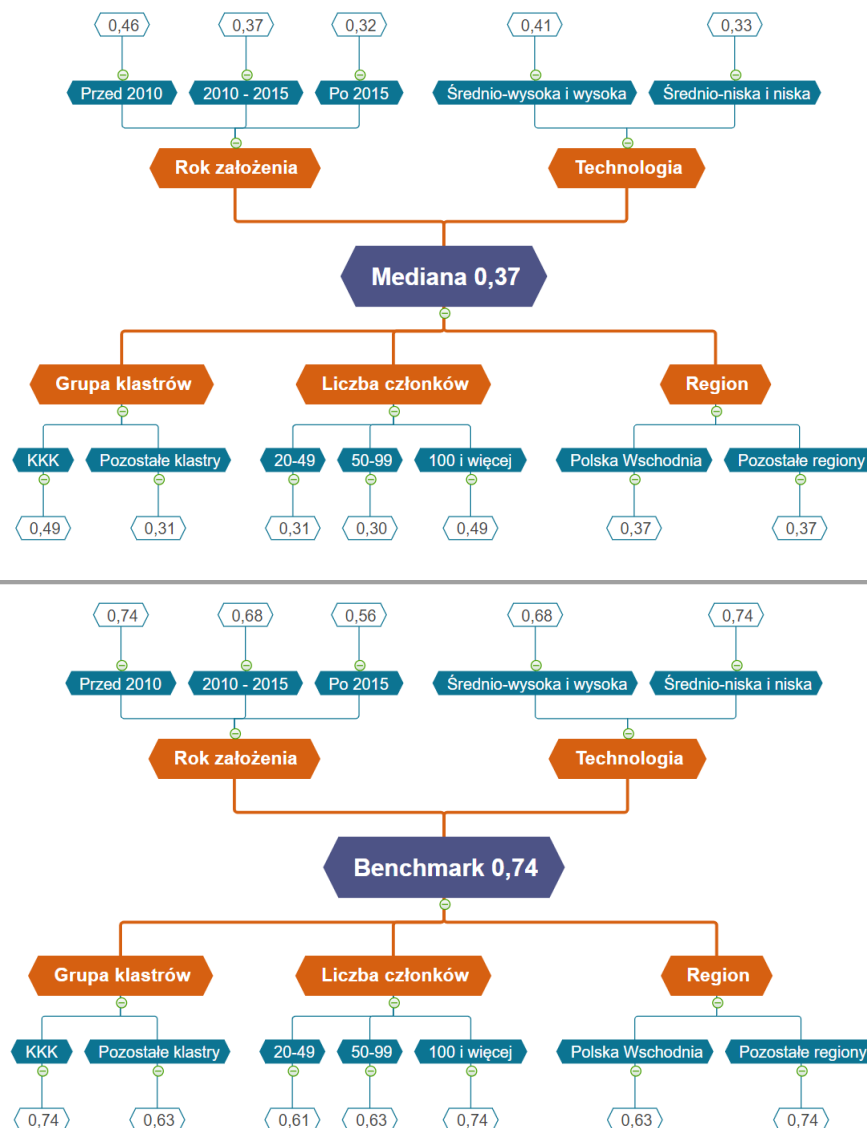 0,46 0,37 0,32 0,41 0,33
Przed 2010 2010 - 2015 Po 2015 Średnio-wysoka i wysoka Średnio-niska i niska
Rok założenia Technologia
Mediana 0,37
Grupa klastrów Liczba członków Region
KKK Pozostałe klastry 20-49 50-99 100 i więcej Polska Wschodnia Pozostałe regiony
0,49 0,31 0,31 0,30 0,49 0,37 0,37
0,74 0,68 0,56 0,68 0,74
Przed 2010 2010 - 2015 Po 2015 Średnio-wysoka i wysoka Średnio-niska i niska
Rok założenia Technologia
Benchmark 0,74
Grupa klastrów Liczba członków Region
KKK Pozostałe klastry 20-49 50-99 100 i więcej Polska Wschodnia Pozostałe regiony
0,74 0,63 0,61 0,63 0,74 0,63 0,74